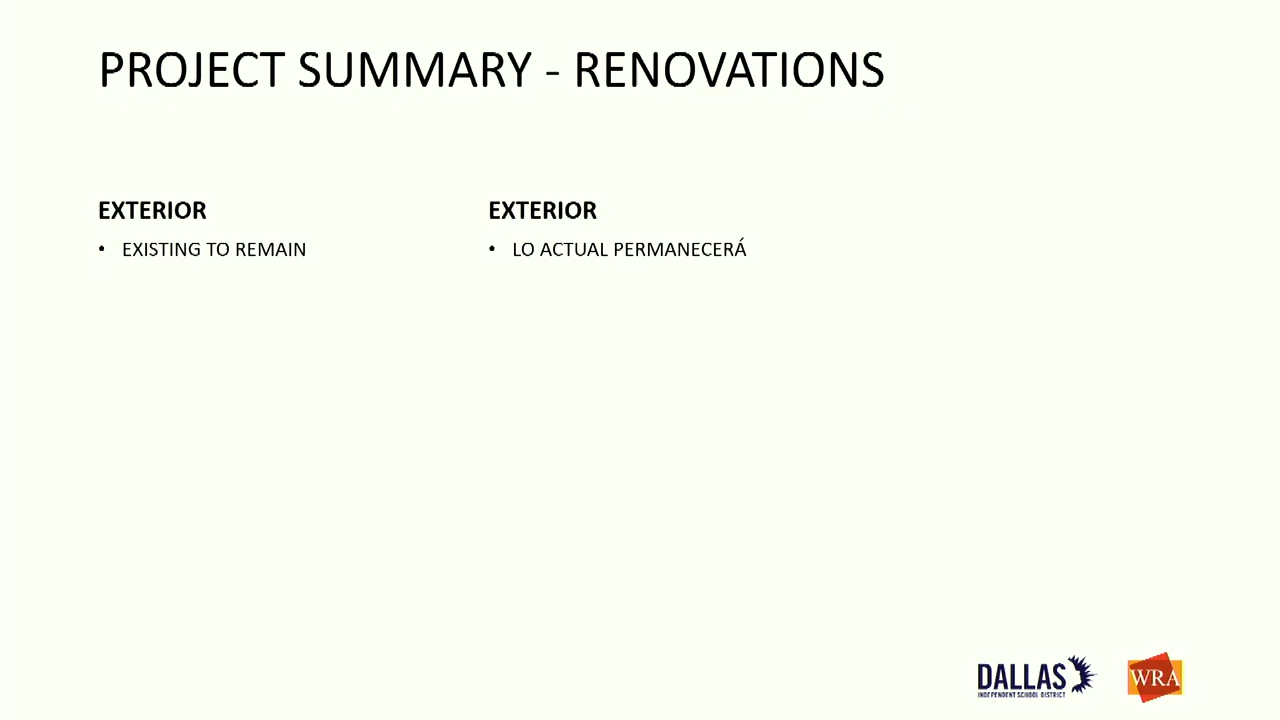 PROJECT SUMMARY - RENOVATIONS
EXTERIOR
• EXISTING TO REMAIN
EXTERIOR
• LO ACTUAL PERMANECERÁ
DALLAS
INDEPENDENT SCHOOL DISTRICT
WRA